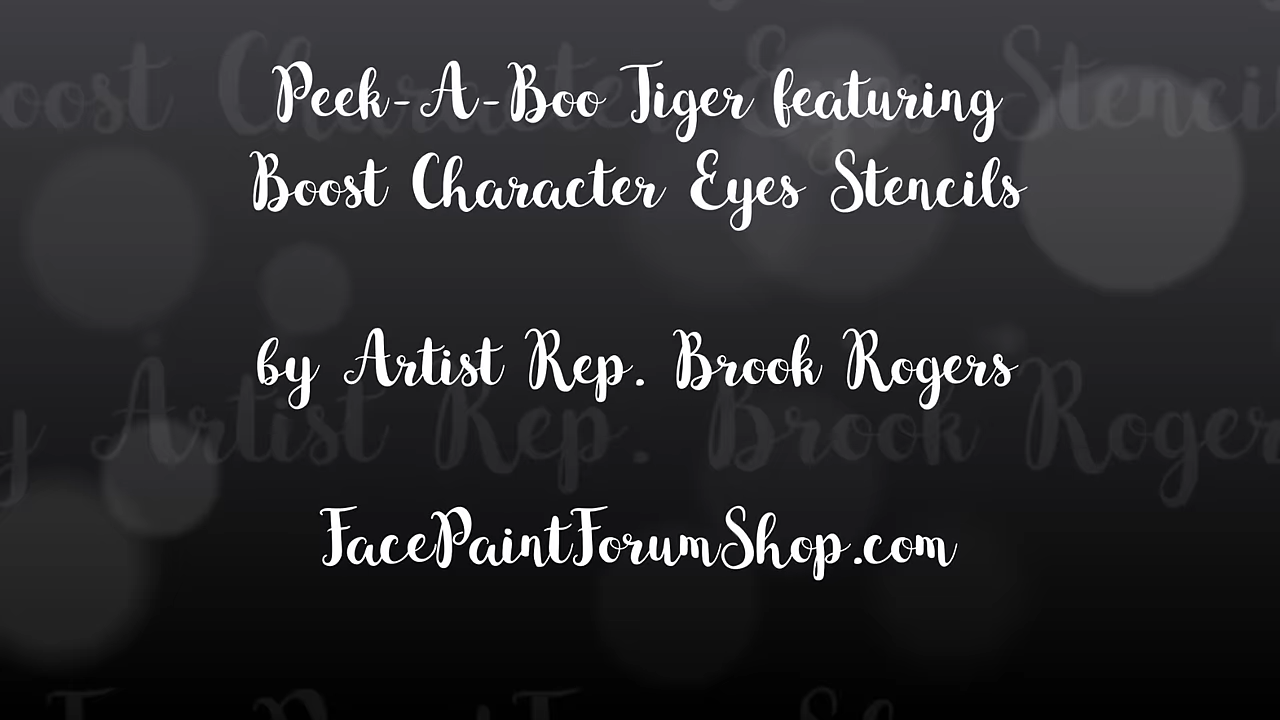 Peek-A-Boo Tiger featuring
Boost Character Eyes Stencils
by Artist Rep. Brook Rogers
FacePaintForumShop.com